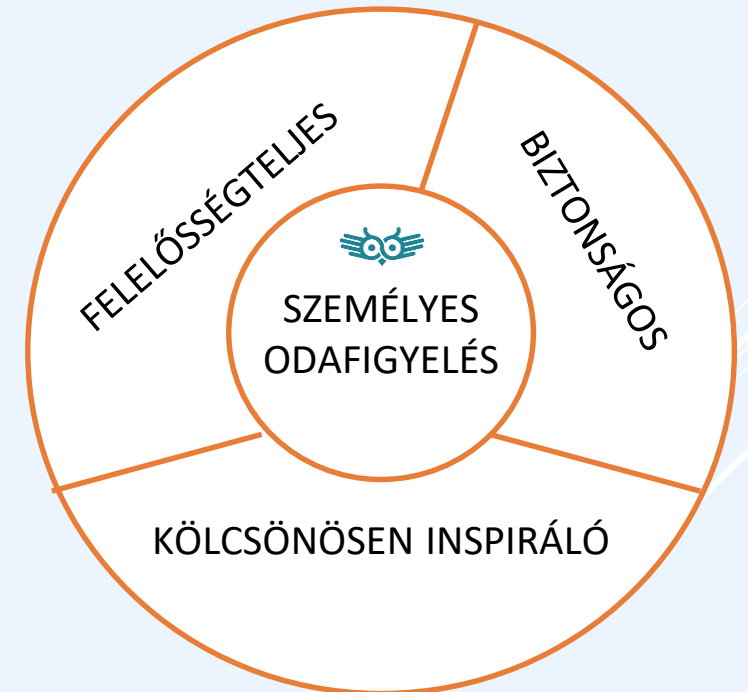 FELELŐSSÉGTELJES
BIZTONSÁGOS
SZEMÉLYES
ODAFIGYELÉS
KÖLCSÖNÖSEN INSPIRÁLÓ